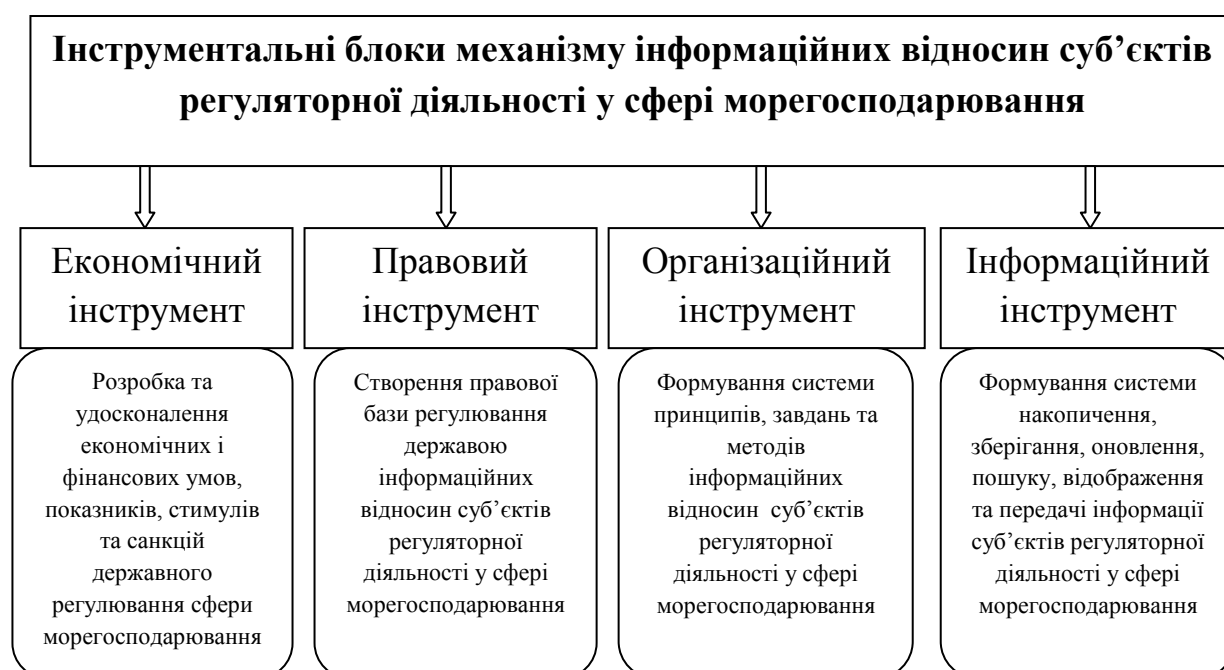 Інструментальні блоки механізму інформаційних відносин суб’єктів
регуляторної діяльності у сфері морегосподарювання
Економічний
інструмент
Розробка та
удосконалення
економічних і
фінансових умов,
показників, стимулів
та санкцій
державного
регулювання сфери
морегосподарювання
Правовий
інструмент
Створення правової
бази регулювання
державою
інформаційних
відносин суб’єктів
регуляторної
діяльності у сфері
морегосподарювання
Організаційний
інструмент
Формування системи
принципів, завдань та
методів
інформаційних
відносин суб’єктів
регуляторної
діяльності у сфері
морегосподарювання
Інформаційний
інструмент
Формування системи
накопичення,
зберігання, оновлення,
пошуку, відображення
та передачі інформації
суб’єктів регуляторної
діяльності у сфері
морегосподарювання